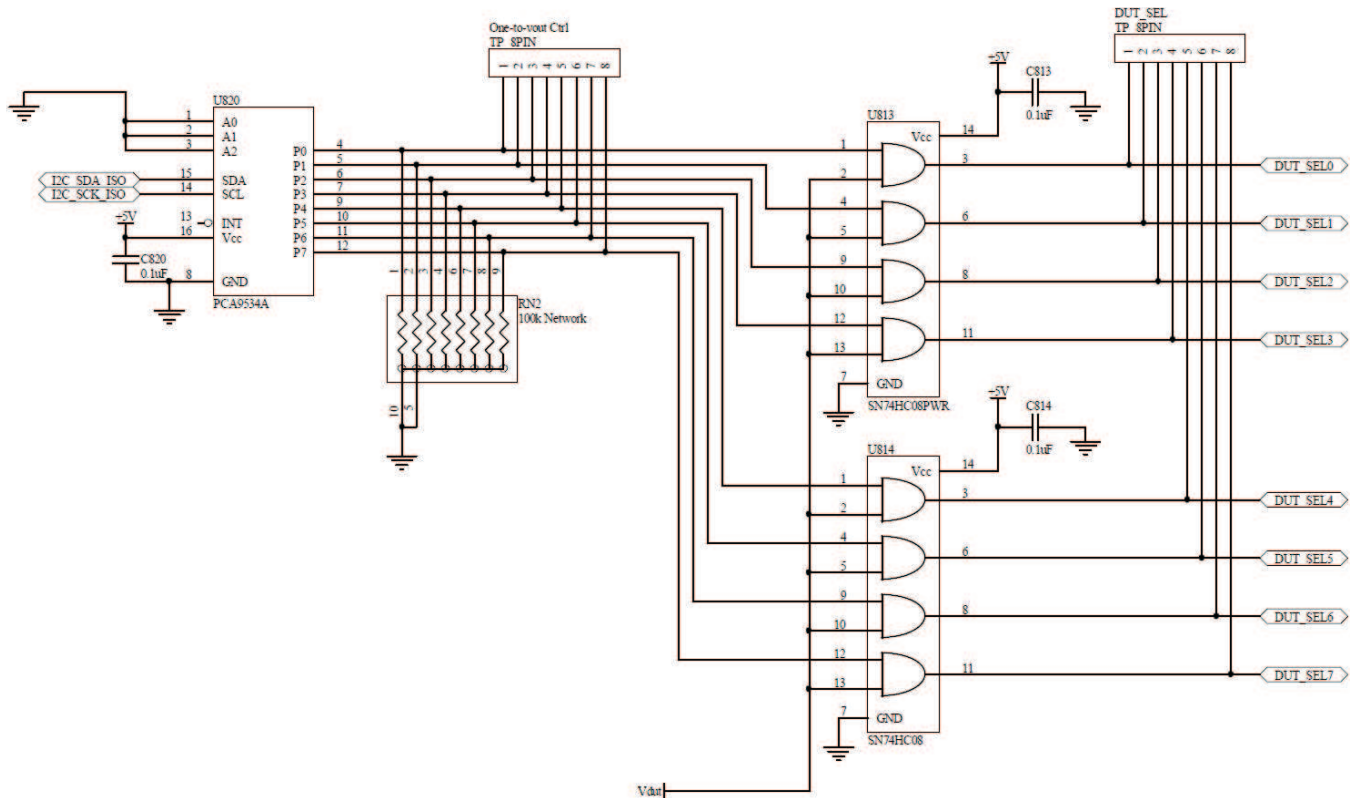 One-to-vout Ctrl
TP_8PIN
1 2 3 4 5 6 7 8
DUT_SEL
TP_8PIN
1 2 3 4 5 6 7 8
U820
1 A0
2 A1
3 A2
I2C_SDA_ISO 15 SDA
I2C_SCK_ISO 14 SCL
13 INT
+5V 16 Vcc
C820
0.1uF
8 GND
PCA9534A
P0 4
P1 5
P2 6
P3 7
P4 9
P5 10
P6 11
P7 12
1 2 3 4 6 7 8 9
RN2
100k Network
10 5
+5V
C813
0.1uF
U813
Vcc 14
1
2
3 DUT_SEL0
4
5
6 DUT_SEL1
9
10
8 DUT_SEL2
12
13
11 DUT_SEL3
7 GND
SN74HC08PWR
+5V
C814
0.1uF
U814
Vcc 14
1
2
3 DUT_SEL4
4
5
6 DUT_SEL5
9
10
8 DUT_SEL6
12
13
11 DUT_SEL7
7 GND
SN74HC08
Vdut